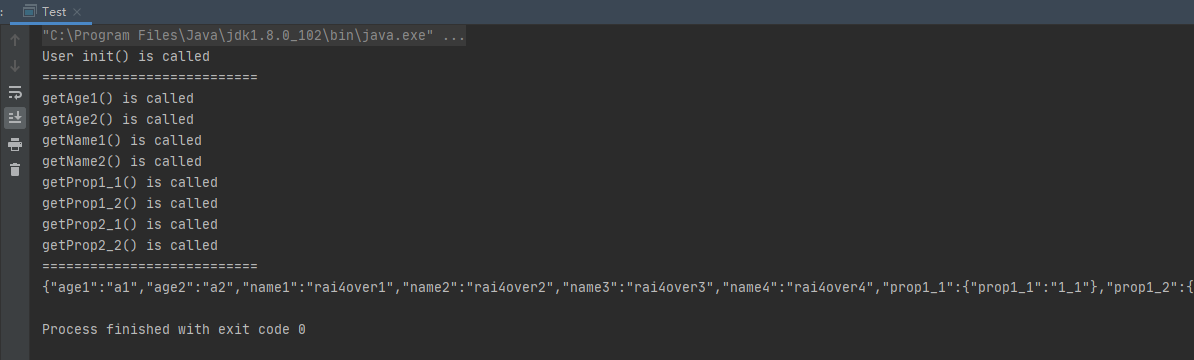 :
Test
"C:\Program Files\Java\jdk1.8.0_102\bin\java.exe" ...
User init() is called
===========================
getAge1() is called
getAge2() is called
getName1() is called
getName2() is called
getProp1_1() is called
getProp1_2() is called
getProp2_1() is called
getProp2_2() is called
===========================
{"age1":"a1","age2":"a2","name1":"rai4over1","name2":"rai4over2","name3":"rai4over3","name4":"rai4over4","prop1_1":{"prop1_1":"1_1"},"prop1_2":{
Process finished with exit code 0